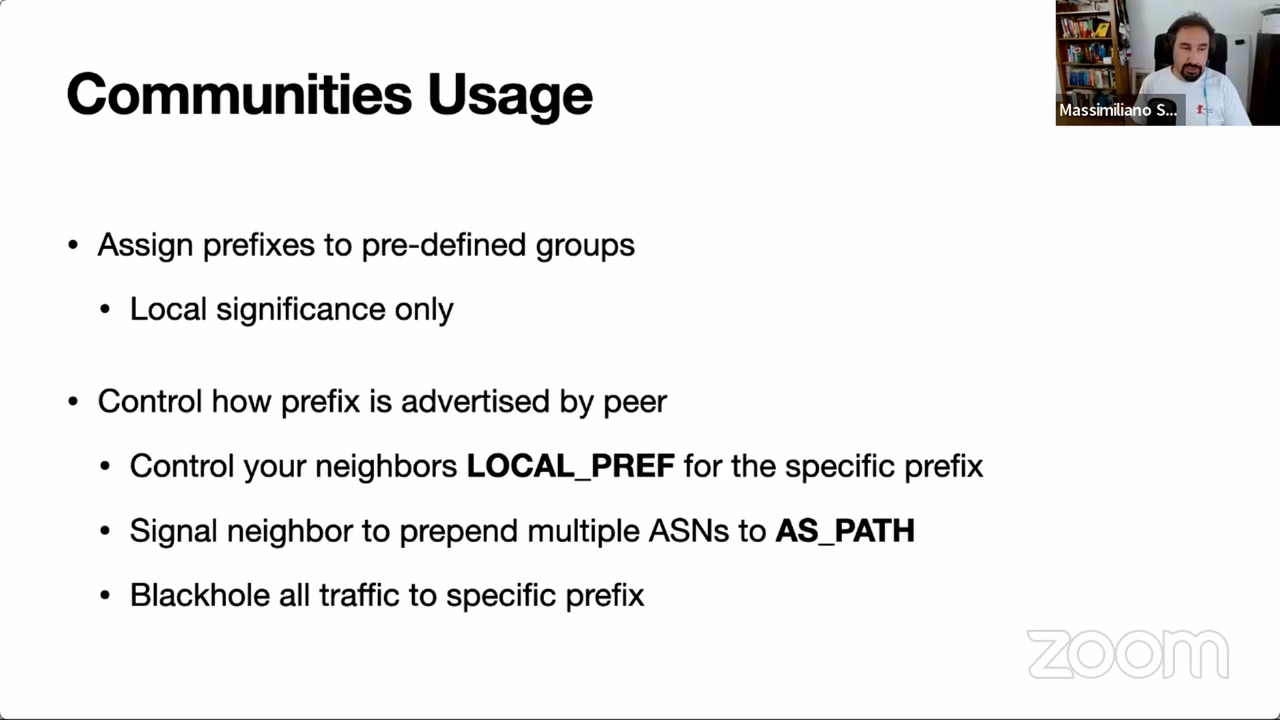 Communities Usage
Massimiliano S...
• Assign prefixes to pre-defined groups
• Local significance only
• Control how prefix is advertised by peer
• Control your neighbors LOCAL_PREF for the specific prefix
• Signal neighbor to prepend multiple ASNs to AS_PATH
• Blackhole all traffic to specific prefix
zoom